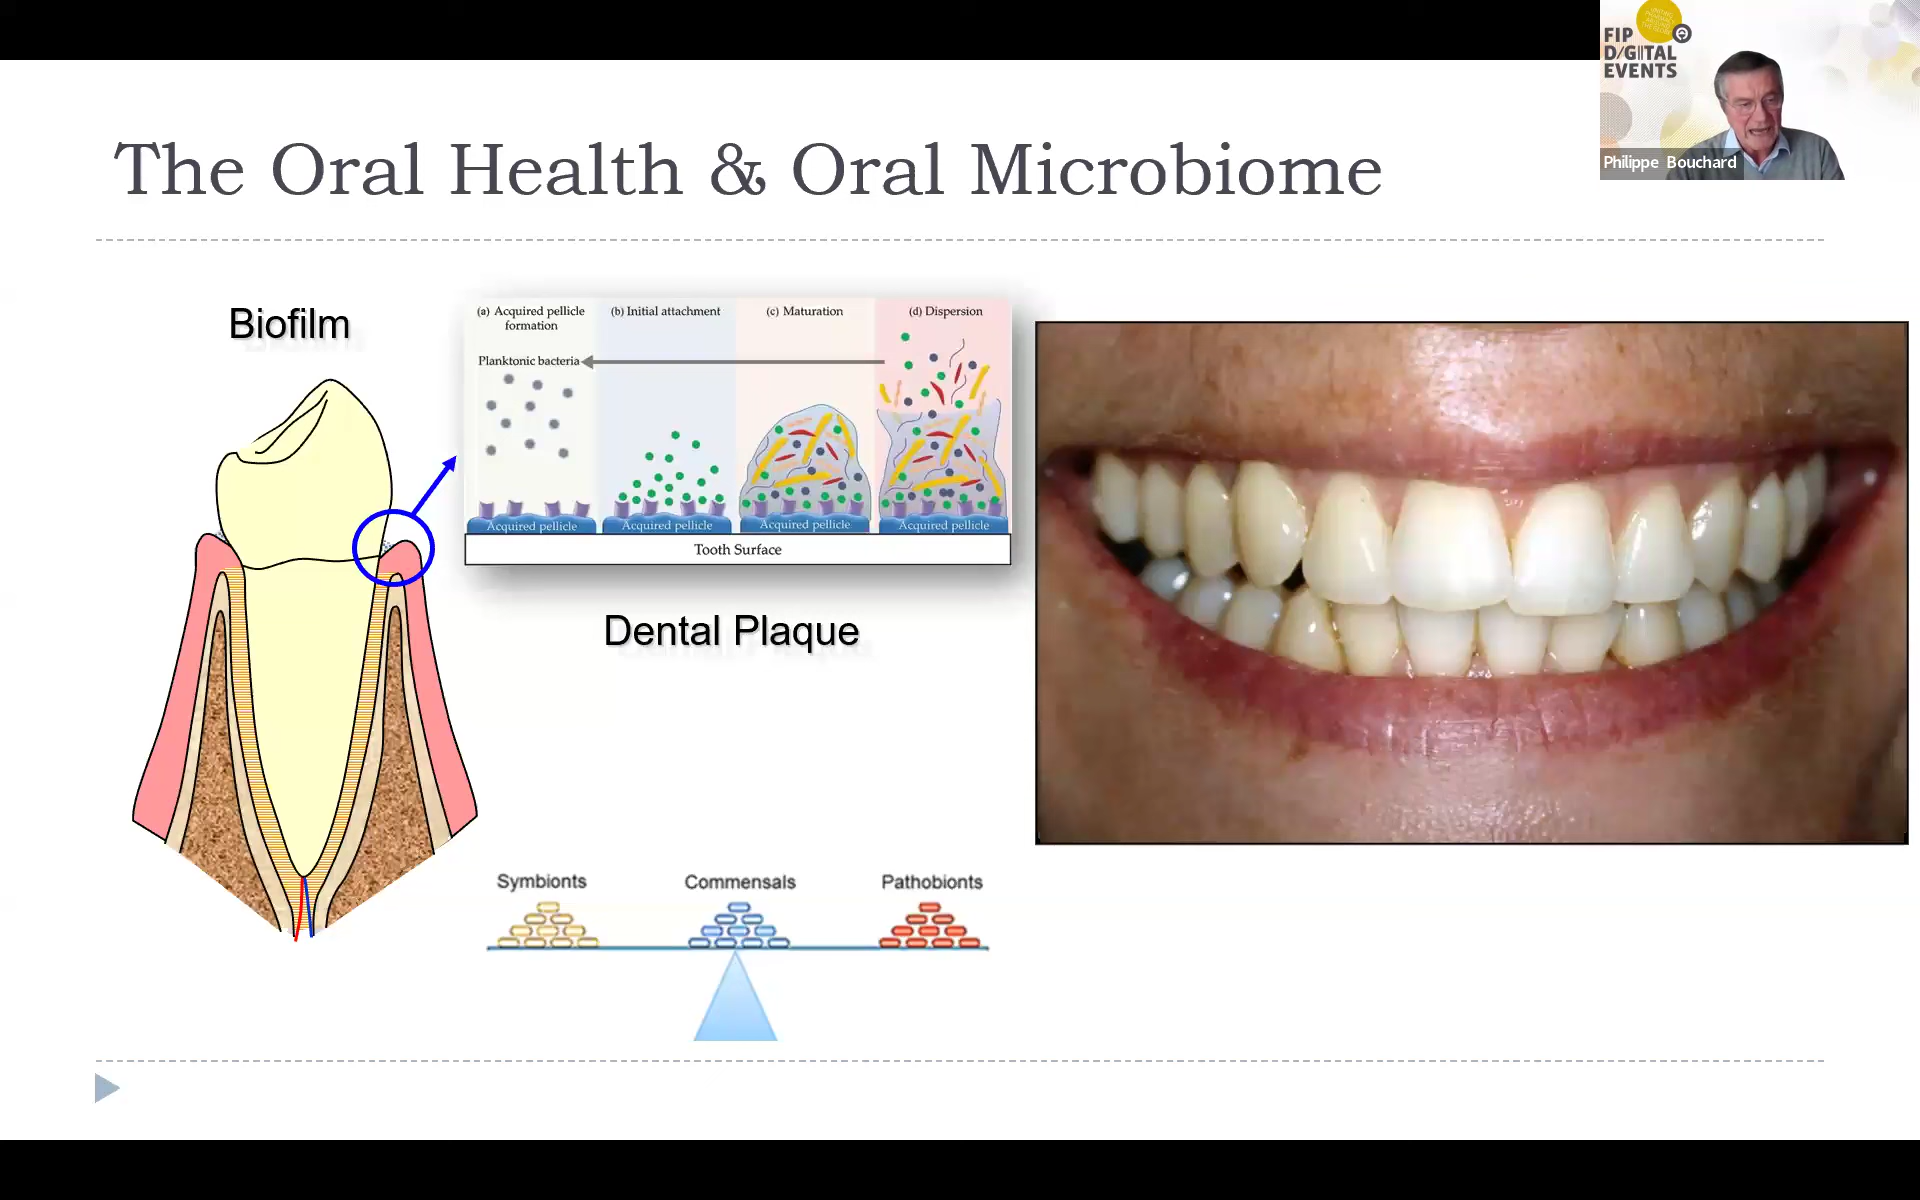 FIP
D/G|ITAL
EVENTS
Philippe Bouchard
The Oral Health & Oral Microbiome
Biofilm
(a) Acquired pellicle
formation
(b) Initial attachment
(c) Maturation
(d) Dispersion
Planktonic bacteria
Acquired pellicle
Acquired pellicle
Acquired pellicle
Acquired pellicle
Tooth Surface
Dental Plaque
Symbionts
Commensals
Pathobionts